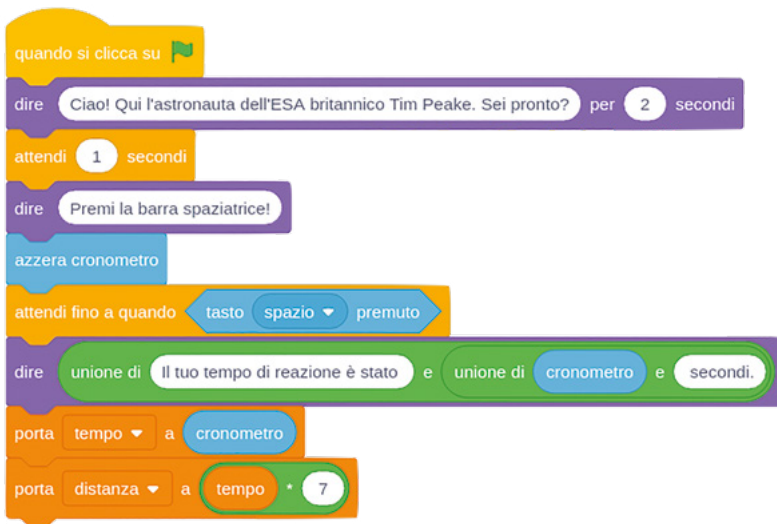 quando si clicca su
dire Ciao! Qui l'astronauta dell'ESA britannico Tim Peake. Sei pronto? per 2 secondi
attendi 1 secondi
dire Premi la barra spaziatrice!
azzera cronometro
attendi fino a quando tasto spazio premuto
dire unione di Il tuo tempo di reazione è stato e unione di cronometro e secondi.
porta tempo a cronometro
porta distanza a tempo * 7